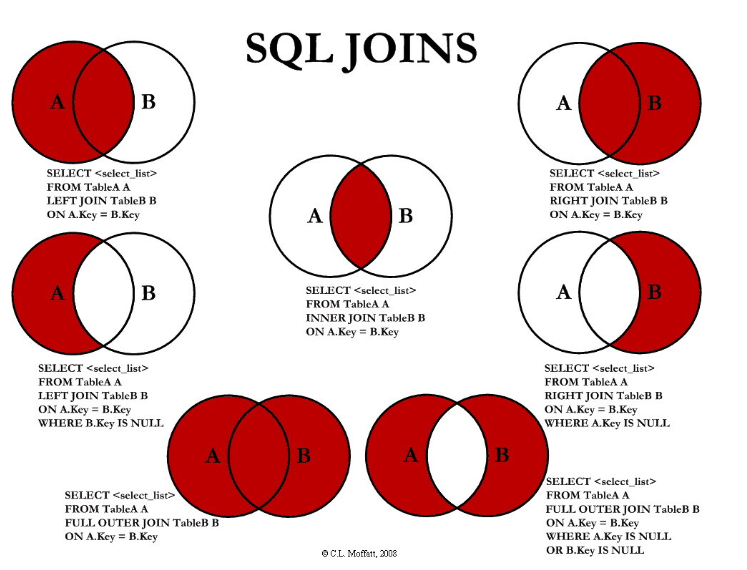 SQL JOINS
A B
SELECT <select_list>
FROM TableA A
LEFT JOIN TableB B
ON A.Key = B.Key
A B
SELECT <select_list>
FROM TableA A
RIGHT JOIN TableB B
ON A.Key = B.Key
A B
SELECT <select_list>
FROM TableA A
INNER JOIN TableB B
ON A.Key = B.Key
A B
SELECT <select_list>
FROM TableA A
LEFT JOIN TableB B
ON A.Key = B.Key
WHERE B.Key IS NULL
A B
SELECT <select_list>
FROM TableA A
RIGHT JOIN TableB B
ON A.Key = B.Key
WHERE A.Key IS NULL
A B
SELECT <select_list>
FROM TableA A
FULL OUTER JOIN TableB B
ON A.Key = B.Key
A B
SELECT <select_list>
FROM TableA A
FULL OUTER JOIN TableB B
ON A.Key = B.Key
WHERE A.Key IS NULL
OR B.Key IS NULL
© C.L. Moffatt, 2008